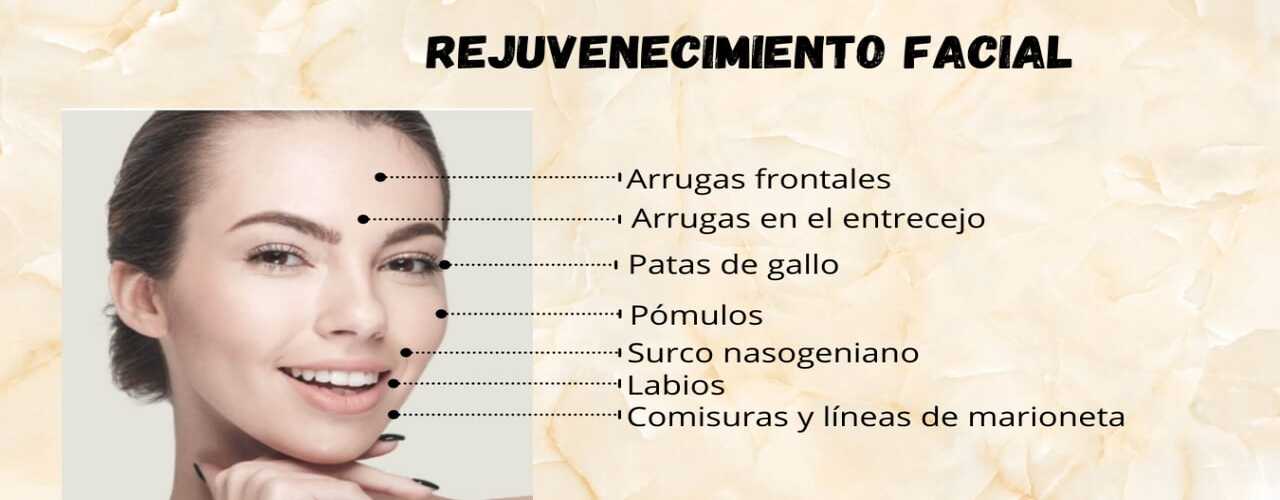 REJUVENECIMIENTO FACIAL
Arrugas frontales
Arrugas en el entrecejo
Patas de gallo
Pómulos
Surco nasogeniano
Labios
Comisuras y líneas de marioneta